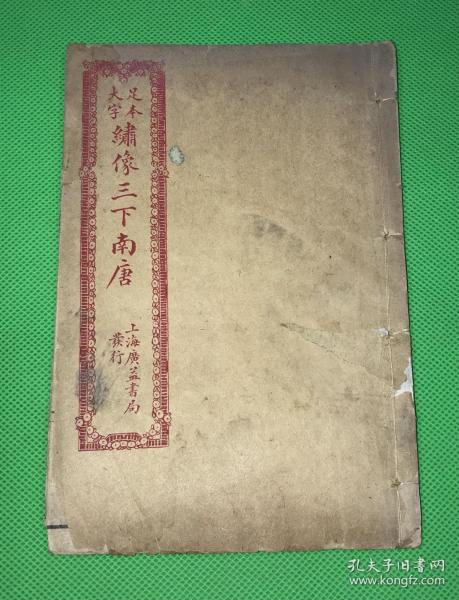 足本
大字
繡像三下南唐
上海廣益書局
發行
孔夫子旧书网
www.kongfz.com